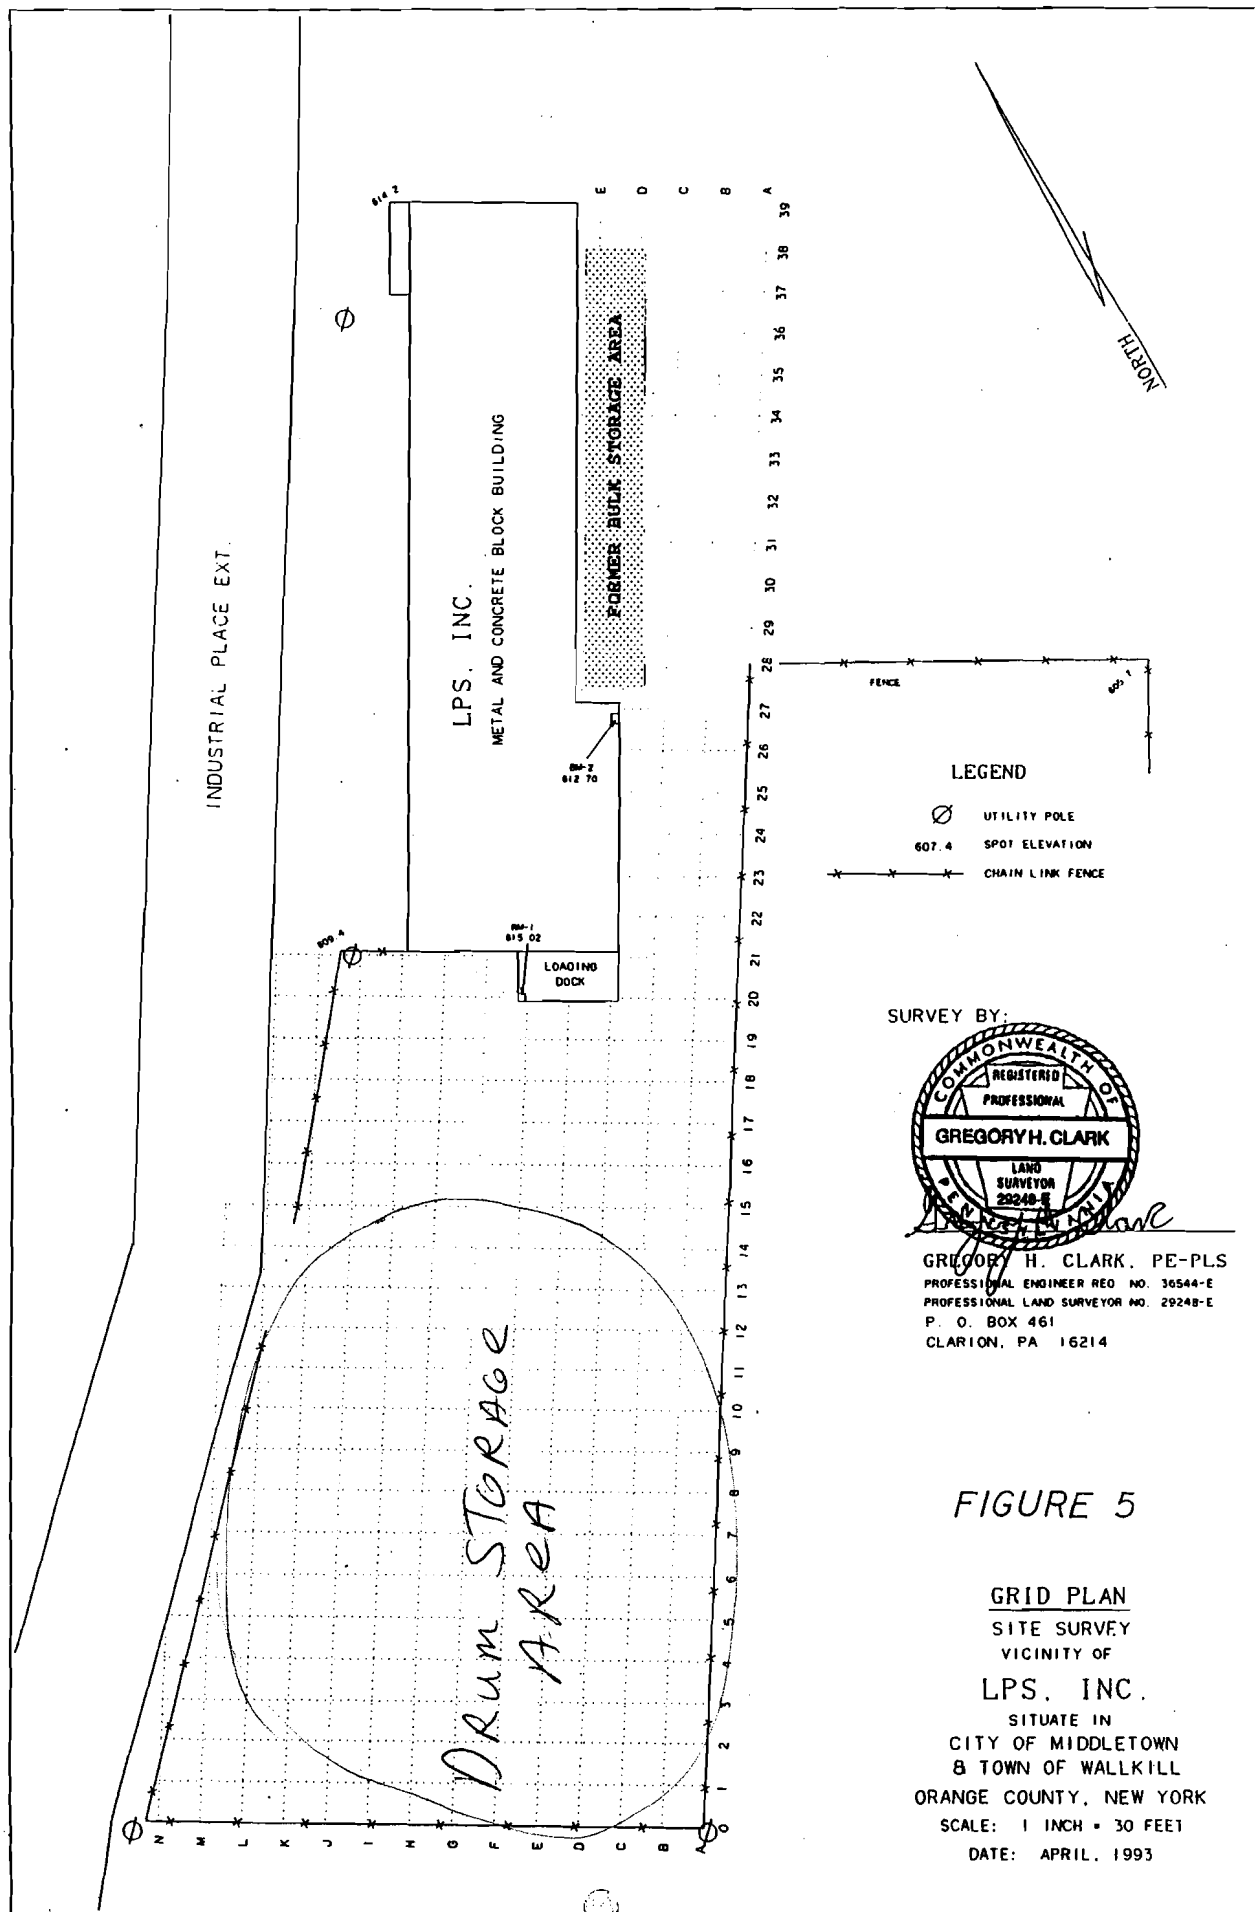 614.2
E
D
C
B
A
39
38
37
36
35
34
33
32
31
30
29
28
27
26
25
24
23
22
21
20
19
18
17
16
15
14
13
12
11
10
9
8
7
6
5
4
3
2
1
0
NORTH
INDUSTRIAL PLACE EXT.
LPS. INC.
METAL AND CONCRETE BLOCK BUILDING
FORMER BULK STORAGE AREA
FENCE
605.1
BM-2
612 70
LEGEND
UTILITY POLE
607.4 SPOT ELEVATION
CHAIN LINK FENCE
609.4
BM-1
615 02
LOADING
DOCK
SURVEY BY:
COMMONWEALTH OF
REGISTERED
PROFESSIONAL
GREGORY H. CLARK
LAND
SURVEYOR
29248-E
PENNSYLVANIA
GREGORY H. CLARK, PE-PLS
PROFESSIONAL ENGINEER REG NO. 36544-E
PROFESSIONAL LAND SURVEYOR NO. 29248-E
P. O. BOX 461
CLARION, PA 16214
DRUM STORAGE
AREA
FIGURE 5
GRID PLAN
SITE SURVEY
VICINITY OF
LPS. INC.
SITUATE IN
CITY OF MIDDLETOWN
& TOWN OF WALLKILL
ORANGE COUNTY, NEW YORK
SCALE: 1 INCH = 30 FEET
DATE: APRIL, 1993
N
M
L
K
J
I
H
G
F
E
D
C
B
A